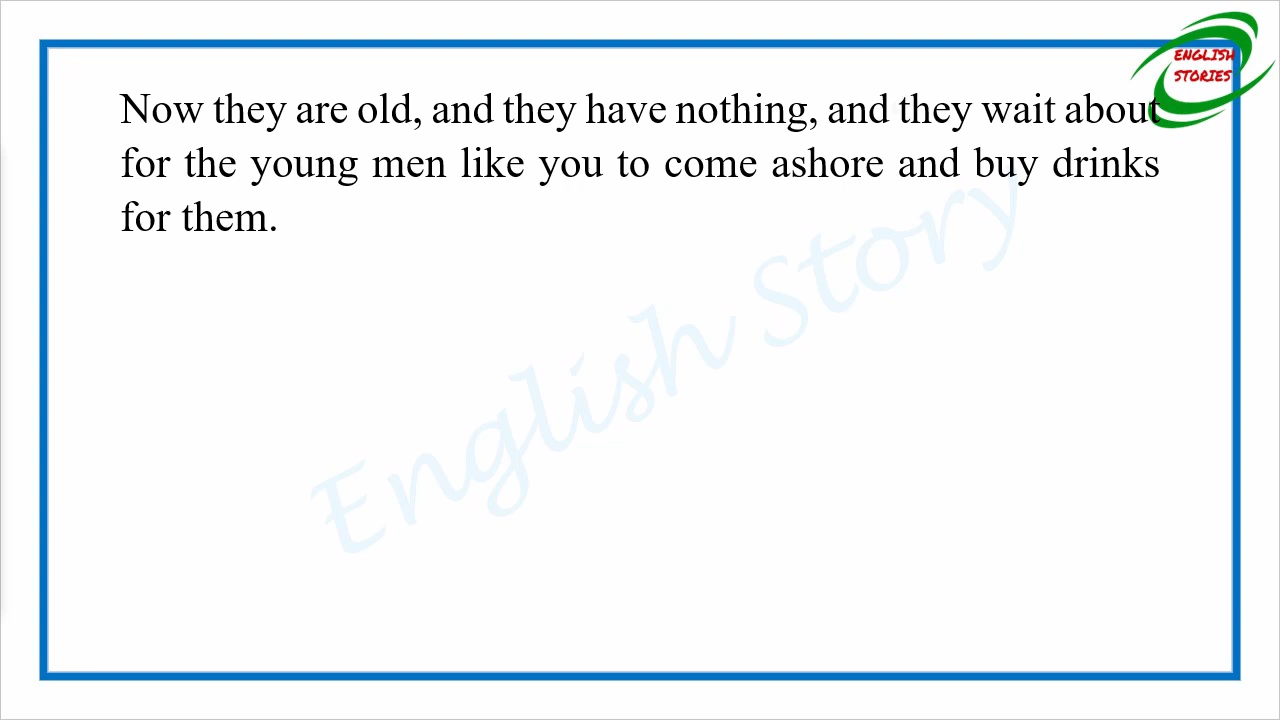 ENGLISH
STORIES
Now they are old, and they have nothing, and they wait about
for the young men like you to come ashore and buy drinks
for them.
English Story